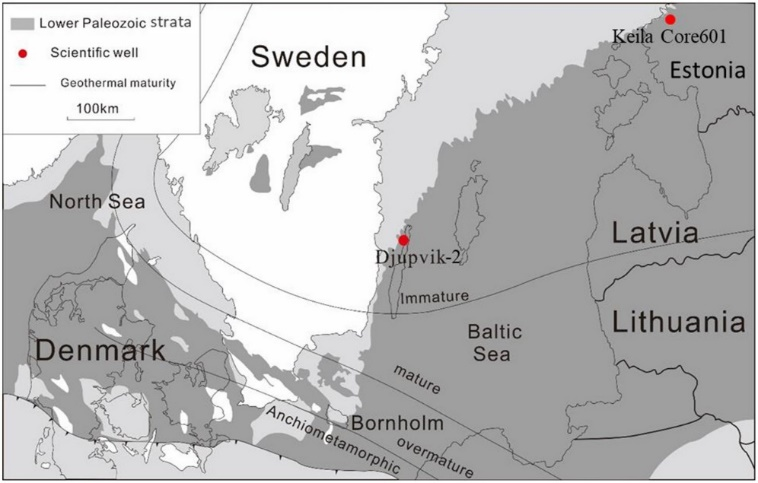 Lower Paleozoic strata
Scientific well
Geothermal maturity
100km
Sweden
Keila Core601
Estonia
North Sea
Djupvik-2
Latvia
Immature
Lithuania
Baltic
Sea
Denmark
mature
Bornholm
Anchiometamorphic
overmature